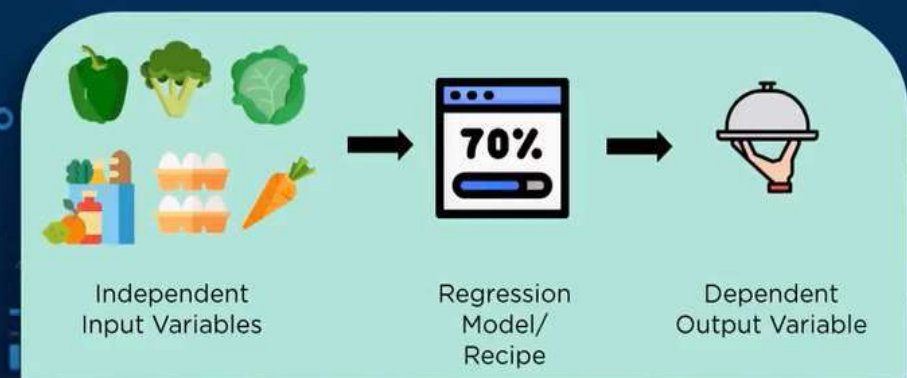 70%
Independent
Input Variables
Regression
Model/
Recipe
Dependent
Output Variable